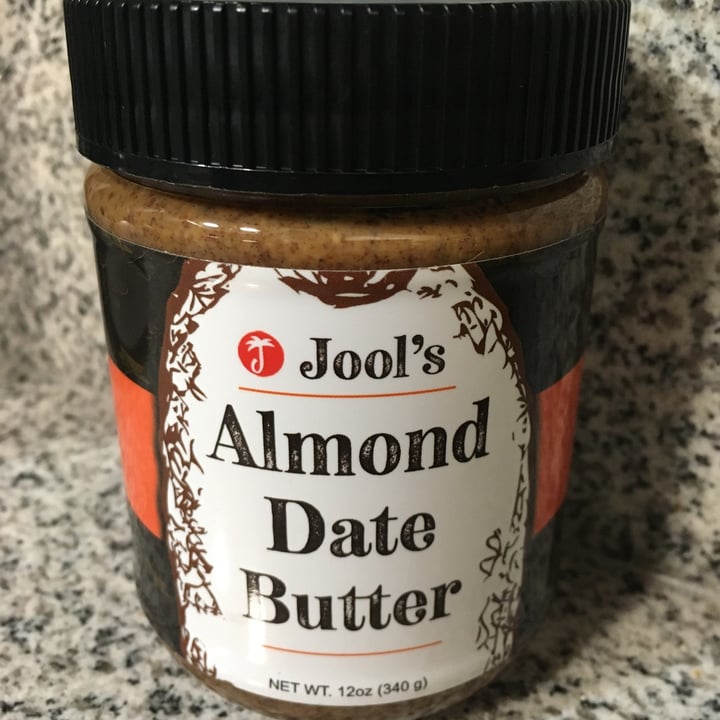 Jool's
Almond
Date
Butter
NET WT. 12oz (340 g)